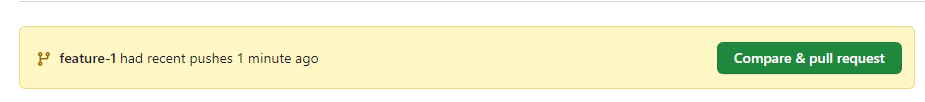 feature-1 had recent pushes 1 minute ago
Compare & pull request